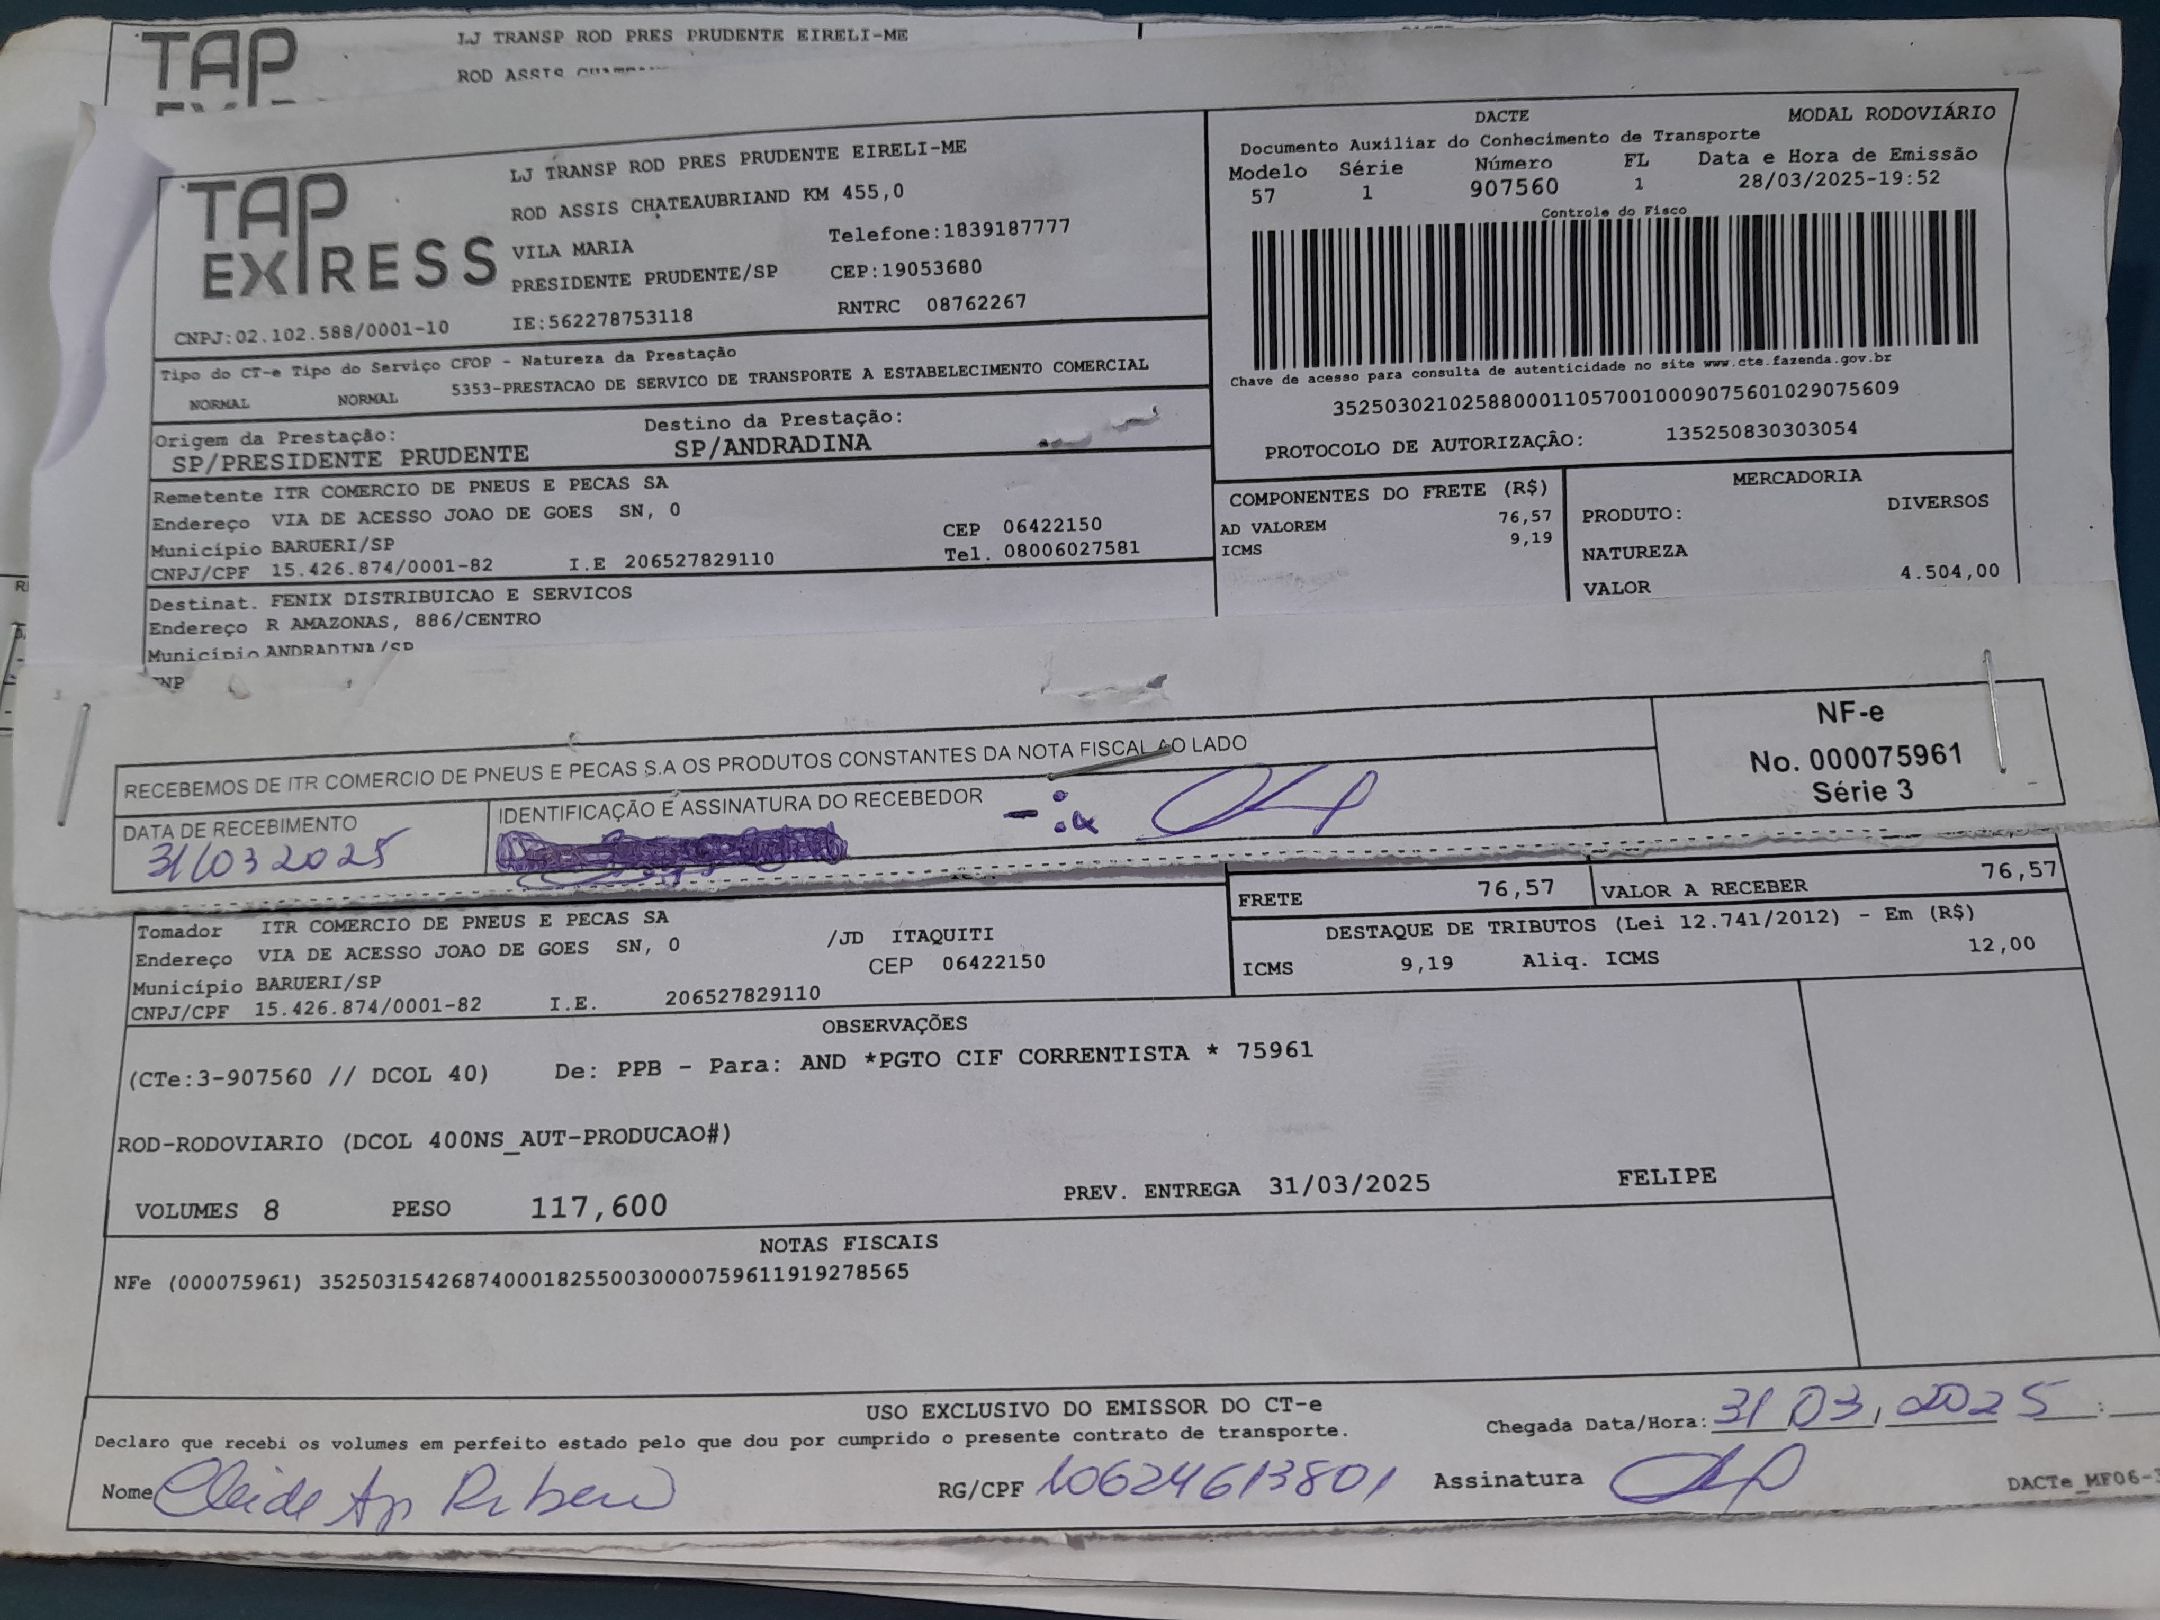 TAP
LJ TRANSP ROD PRES PRUDENTE EIRELI-ME
ROD ASSIS
TAP EXPRESS
LJ TRANSP ROD PRES PRUDENTE EIRELI-ME
ROD ASSIS CHATEAUBRIAND KM 455,0
VILA MARIA Telefone:1839187777
PRESIDENTE PRUDENTE/SP CEP:19053680
CNPJ:02.102.588/0001-10 IE:562278753118 RNTRC 08762267
DACTE MODAL RODOVIÁRIO
Documento Auxiliar do Conhecimento de Transporte
Modelo Série Número FL Data e Hora de Emissão
57 1 907560 1 28/03/2025-19:52
Controle do Fisco
Chave de acesso para consulta de autenticidade no site www.cte.fazenda.gov.br
35250302102588000110570010009075601029075609
PROTOCOLO DE AUTORIZAÇÃO: 135250830303054
Tipo do CT-e Tipo do Serviço CFOP - Natureza da Prestação
NORMAL NORMAL 5353-PRESTACAO DE SERVICO DE TRANSPORTE A ESTABELECIMENTO COMERCIAL
Origem da Prestação: Destino da Prestação:
SP/PRESIDENTE PRUDENTE SP/ANDRADINA
Remetente ITR COMERCIO DE PNEUS E PECAS SA
Endereço VIA DE ACESSO JOAO DE GOES SN, 0
Município BARUERI/SP CEP 06422150
CNPJ/CPF 15.426.874/0001-82 I.E 206527829110 Tel. 08006027581
COMPONENTES DO FRETE (R$)
AD VALOREM 76,57
ICMS 9,19
MERCADORIA
PRODUTO: DIVERSOS
NATUREZA
VALOR 4.504,00
Destinat. FENIX DISTRIBUICAO E SERVICOS
Endereço R AMAZONAS, 886/CENTRO
Município ANDRADINA/SP
RECEBEMOS DE ITR COMERCIO DE PNEUS E PECAS S.A OS PRODUTOS CONSTANTES DA NOTA FISCAL AO LADO
DATA DE RECEBIMENTO
31/03 2025
IDENTIFICAÇÃO E ASSINATURA DO RECEBEDOR
NF-e
No. 000075961
Série 3
FRETE 76,57 VALOR A RECEBER 76,57
Tomador ITR COMERCIO DE PNEUS E PECAS SA
Endereço VIA DE ACESSO JOAO DE GOES SN, 0 /JD ITAQUITI
Município BARUERI/SP CEP 06422150
CNPJ/CPF 15.426.874/0001-82 I.E. 206527829110
DESTAQUE DE TRIBUTOS (Lei 12.741/2012) - Em (R$)
ICMS 9,19 Aliq. ICMS 12,00
OBSERVAÇÕES
(CTe:3-907560 // DCOL 40) De: PPB - Para: AND *PGTO CIF CORRENTISTA * 75961
ROD-RODOVIARIO (DCOL 400NS_AUT-PRODUCAO#)
VOLUMES 8 PESO 117,600 PREV. ENTREGA 31/03/2025 FELIPE
NOTAS FISCAIS
NFe (000075961) 35250315426874000182550030000759611919278565
USO EXCLUSIVO DO EMISSOR DO CT-e
Declaro que recebi os volumes em perfeito estado pelo que dou por cumprido o presente contrato de transporte.
Chegada Data/Hora: 31 03, 2025 :
Nome Cleide Ap Ribeiro RG/CPF 10624613801 Assinatura
DACTe_MF06-